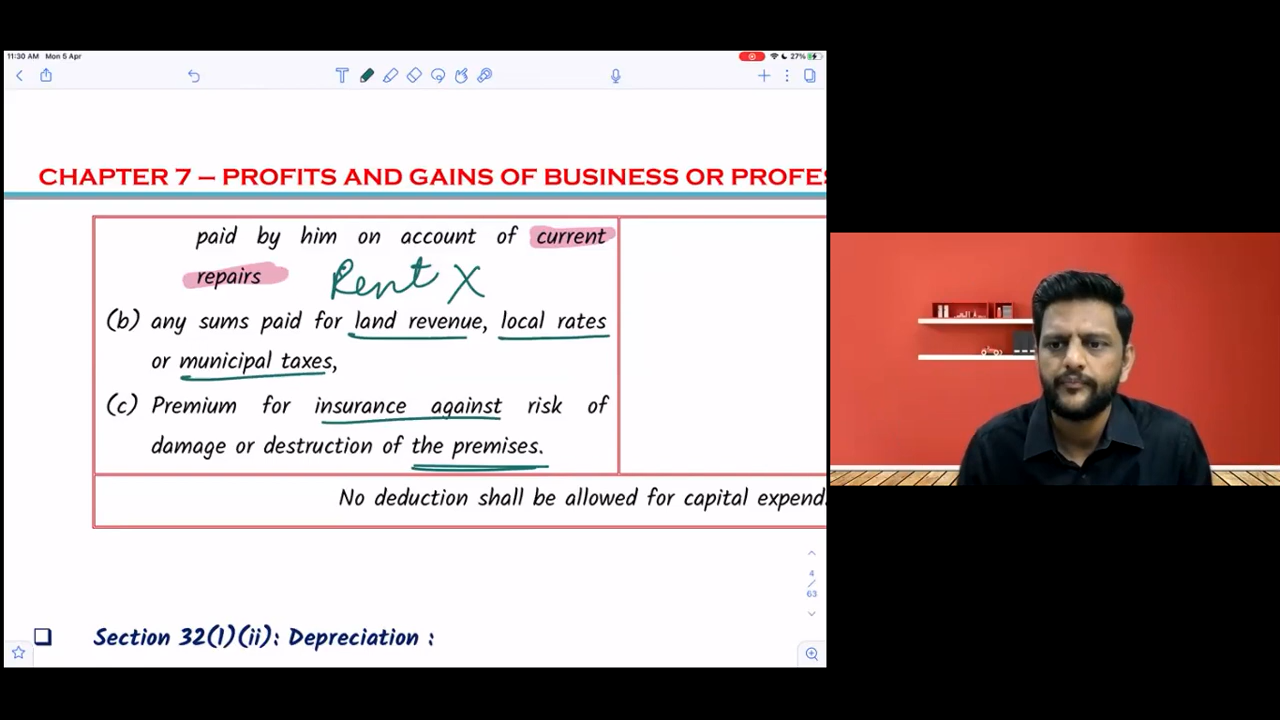 11:30 AM Mon 5 Apr
27%
CHAPTER 7 – PROFITS AND GAINS OF BUSINESS OR PROFES
paid by him on account of current
repairs Rent X
(b) any sums paid for land revenue, local rates
or municipal taxes,
(c) Premium for insurance against risk of
damage or destruction of the premises.
No deduction shall be allowed for capital expend
4
/
63
Section 32(1)(ii): Depreciation :